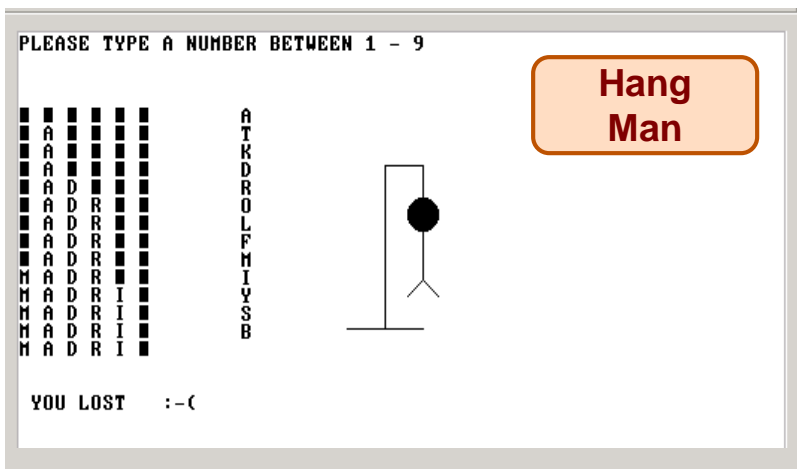 PLEASE TYPE A NUMBER BETWEEN 1 - 9
Hang
Man
■ ■ ■ ■ ■ ■ A
■ A ■ ■ ■ ■ T
■ A ■ ■ ■ ■ K
■ A ■ ■ ■ ■ D
■ A D ■ ■ ■ R
■ A D R ■ ■ O
■ A D R ■ ■ L
■ A D R ■ ■ F
■ A D R ■ ■ M
M A D R ■ ■ I
M A D R I ■ Y
M A D R I ■ S
M A D R I ■ B
M A D R I ■
YOU LOST :-(